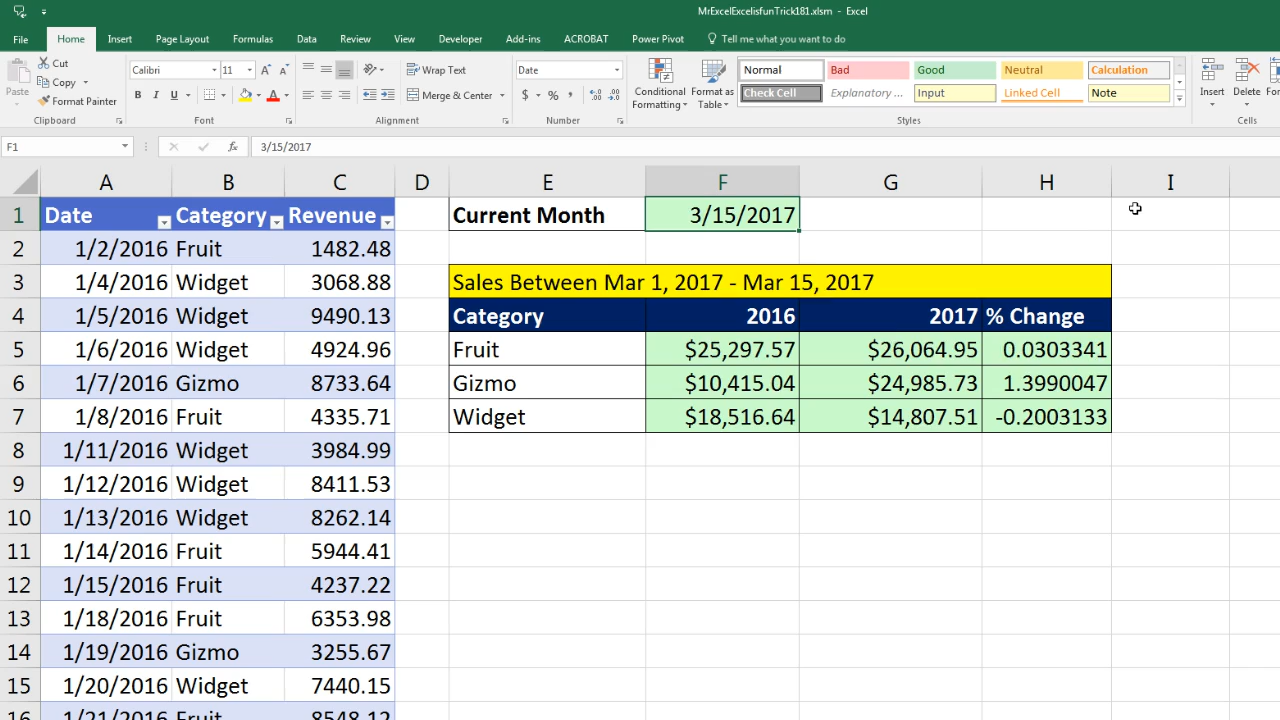 MrExcelExcelisfunTrick181.xlsm - Excel
File Home Insert Page Layout Formulas Data Review View Developer Add-ins ACROBAT Power Pivot Tell me what you want to do
Paste Cut Copy Format Painter Clipboard
Calibri 11 A A B I U A Font
Wrap Text Merge & Center Alignment
Date $ % , Number
Conditional Formatting Format as Table
Normal Bad Good Neutral Calculation
Check Cell Explanatory ... Input Linked Cell Note
Styles
Insert Delete For
Cells
F1 fx 3/15/2017
A B C D E F G H I
1 Date Category Revenue Current Month 3/15/2017
2 1/2/2016 Fruit 1482.48
3 1/4/2016 Widget 3068.88 Sales Between Mar 1, 2017 - Mar 15, 2017
4 1/5/2016 Widget 9490.13 Category 2016 2017 % Change
5 1/6/2016 Widget 4924.96 Fruit $25,297.57 $26,064.95 0.0303341
6 1/7/2016 Gizmo 8733.64 Gizmo $10,415.04 $24,985.73 1.3990047
7 1/8/2016 Fruit 4335.71 Widget $18,516.64 $14,807.51 -0.2003133
8 1/11/2016 Widget 3984.99
9 1/12/2016 Widget 8411.53
10 1/13/2016 Widget 8262.14
11 1/14/2016 Fruit 5944.41
12 1/15/2016 Fruit 4237.22
13 1/18/2016 Fruit 6353.98
14 1/19/2016 Gizmo 3255.67
15 1/20/2016 Widget 7440.15
16 1/21/2016 Fruit 8548.12